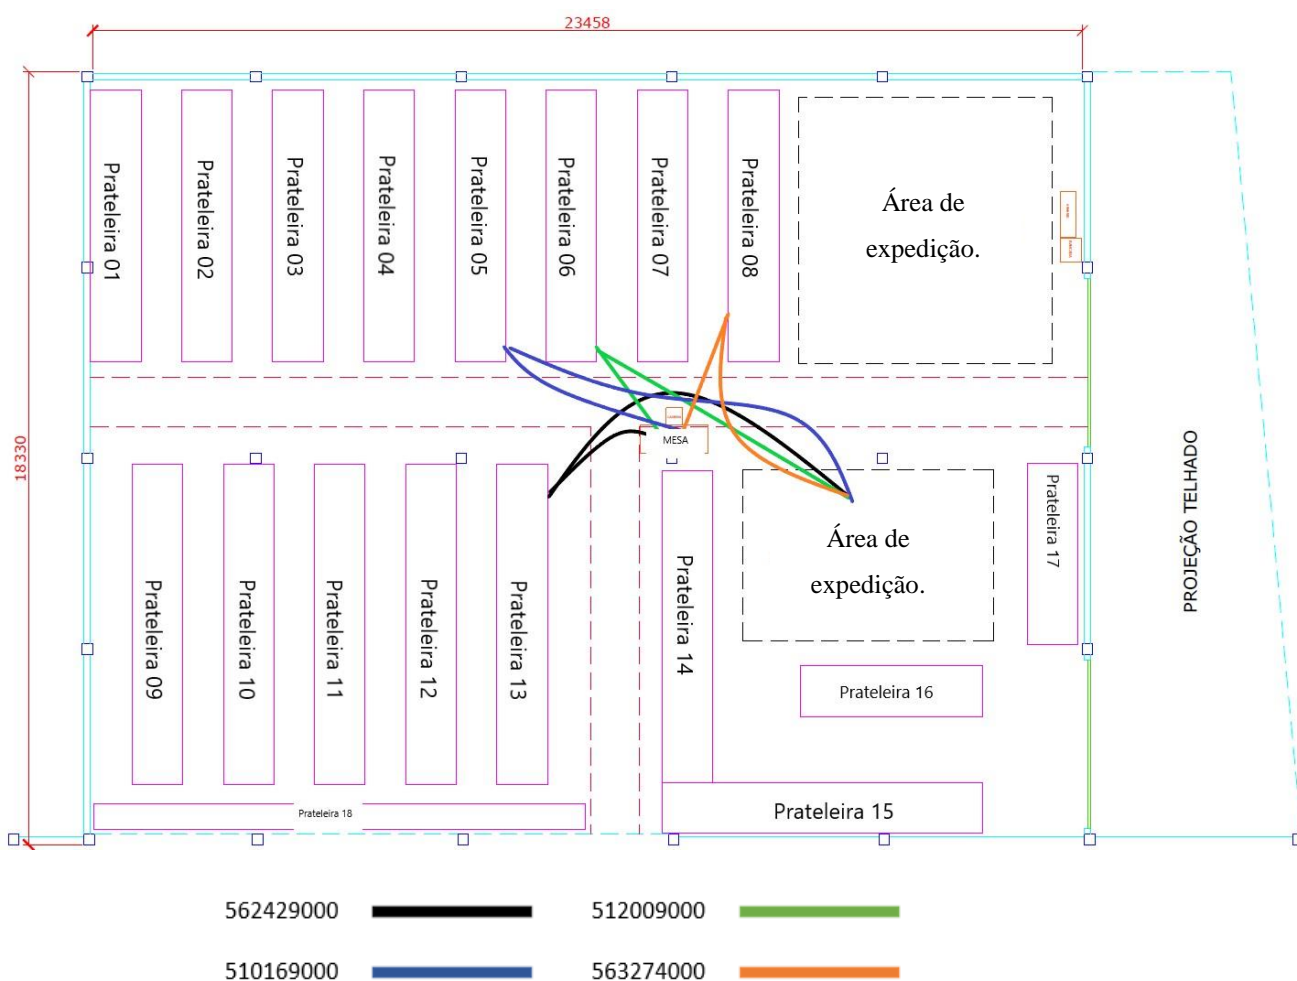 23458
18330
Prateleira 01
Prateleira 02
Prateleira 03
Prateleira 04
Prateleira 05
Prateleira 06
Prateleira 07
Prateleira 08
Área de
expedição.
MESA
Prateleira 09
Prateleira 10
Prateleira 11
Prateleira 12
Prateleira 13
Prateleira 14
Área de
expedição.
Prateleira 17
PROJEÇÃO TELHADO
Prateleira 16
Prateleira 15
Prateleira 18
562429000
512009000
510169000
563274000